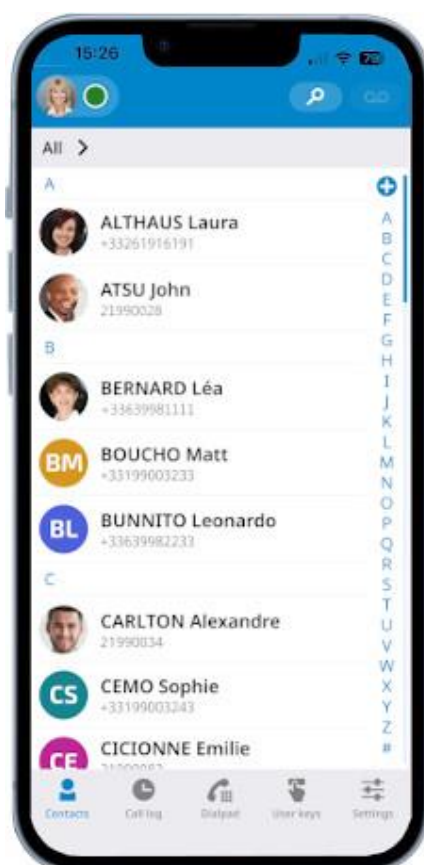 15:26
All >
A
ALTHAUS Laura
+33261916191
ATSU John
21990028
B
BERNARD Léa
+33639981111
BM
BOUCHO Matt
+33199003233
BL
BUNNITO Leonardo
+33639982233
C
CARLTON Alexandre
21990034
CS
CEMO Sophie
+33199003243
CE
CICIONNE Emilie
A
B
C
D
E
F
G
H
I
J
K
L
M
N
O
P
Q
R
S
T
U
V
W
X
Y
Z
#
Contacts Call log Dialpad User keys Settings